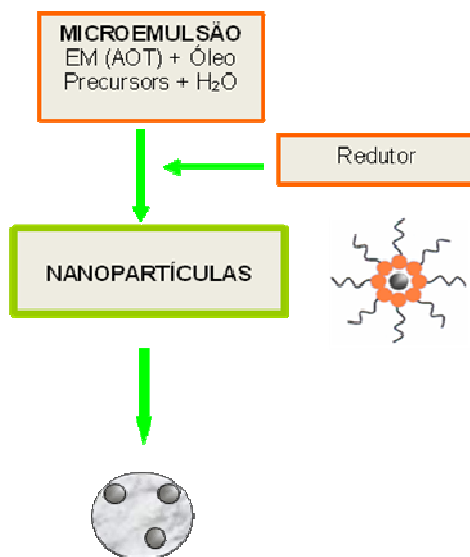 MICROEMULSÃO
EM (AOT) + Óleo
Precursors + H₂O
Redutor
NANOPARTÍCULAS